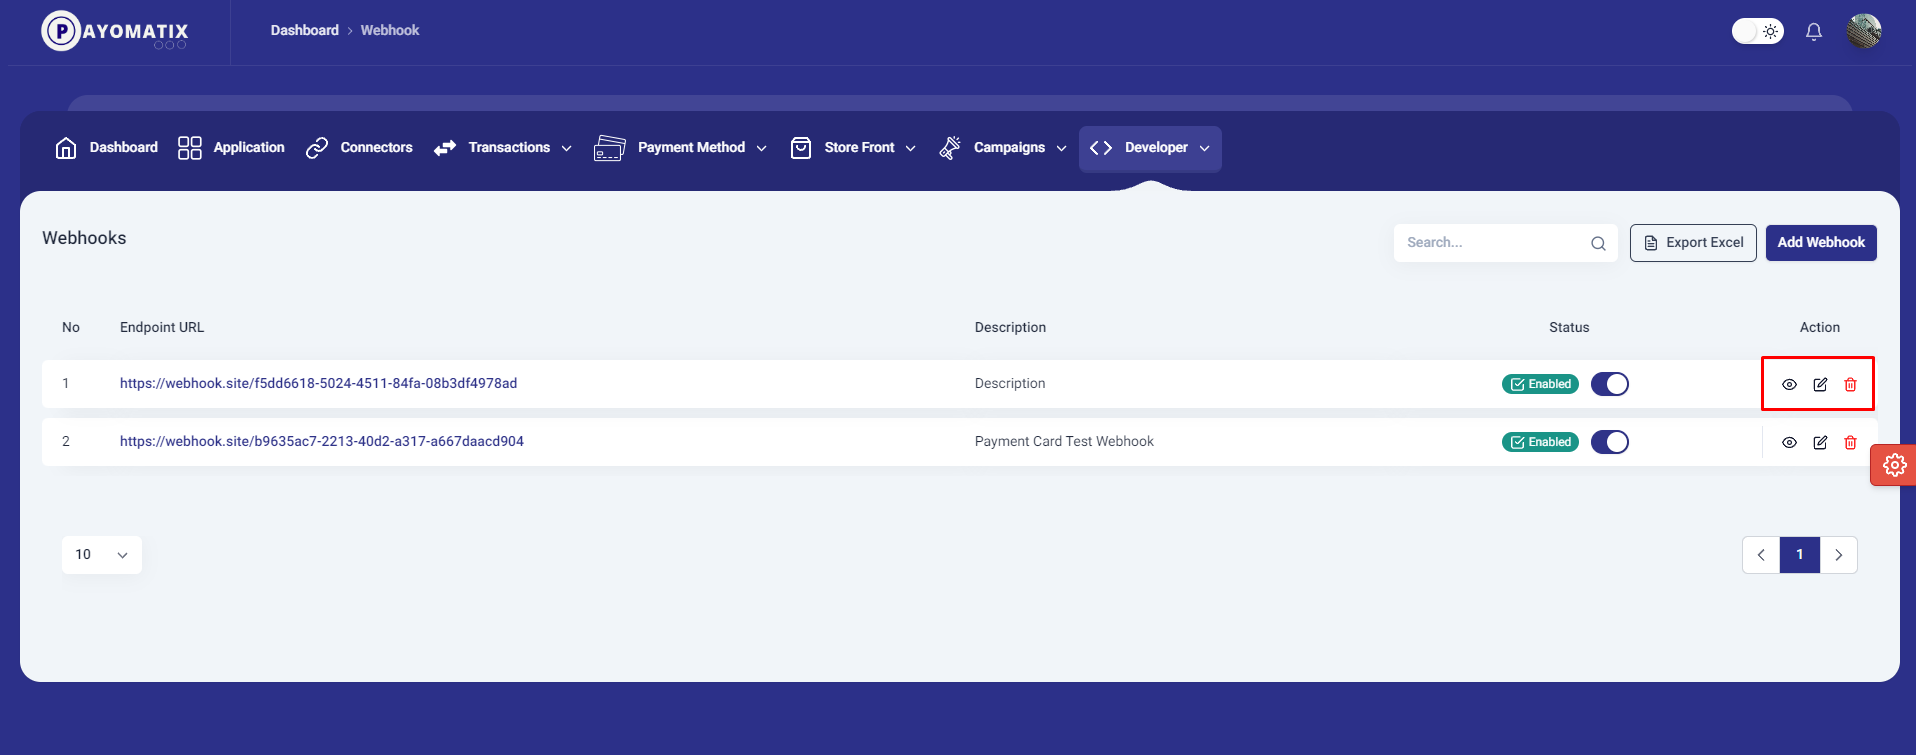 PAYOMATIX
Dashboard > Webhook
Dashboard Application Connectors Transactions Payment Method Store Front Campaigns Developer
Webhooks
Search... Export Excel Add Webhook
No Endpoint URL Description Status Action
1 https://webhook.site/f5dd6618-5024-4511-84fa-08b3df4978ad Description Enabled
2 https://webhook.site/b9635ac7-2213-40d2-a317-a667daacd904 Payment Card Test Webhook Enabled
10 1